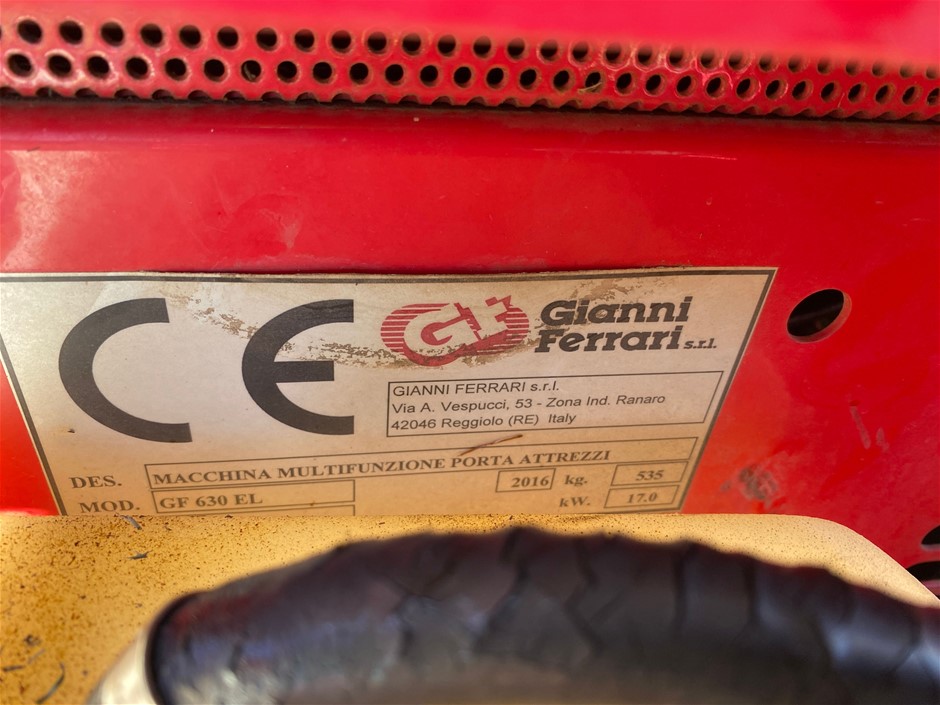 CE
GF
Gianni
Ferrari s.r.l.
GIANNI FERRARI s.r.l.
Via A. Vespucci, 53 - Zona Ind. Ranaro
42046 Reggiolo (RE) Italy
DES. MACCHINA MULTIFUNZIONE PORTA ATTREZZI
MOD. GF 630 EL 2016 kg. 535
kW. 17.0